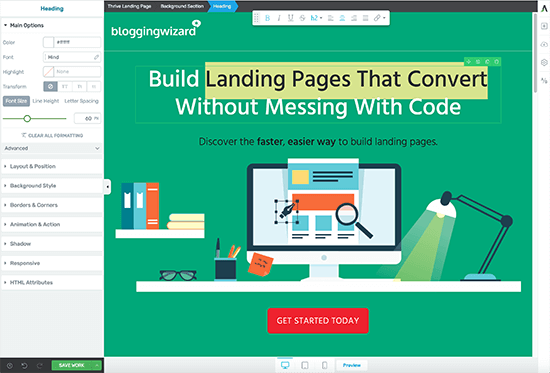 Heading
Thrive Landing Page
Background Section
Heading
B I U S h2
Main Options
Color #ffffff
Font Hind
Highlight None
Transform
Font Size Line Height Letter Spacing
60 px
CLEAR ALL FORMATTING
Advanced
Layout & Position
Background Style
Borders & Corners
Animation & Action
Shadow
Responsive
HTML Attributes
SAVE WORK
bloggingwizard
Build Landing Pages That Convert
Without Messing With Code
Discover the faster, easier way to build landing pages.
GET STARTED TODAY
Preview